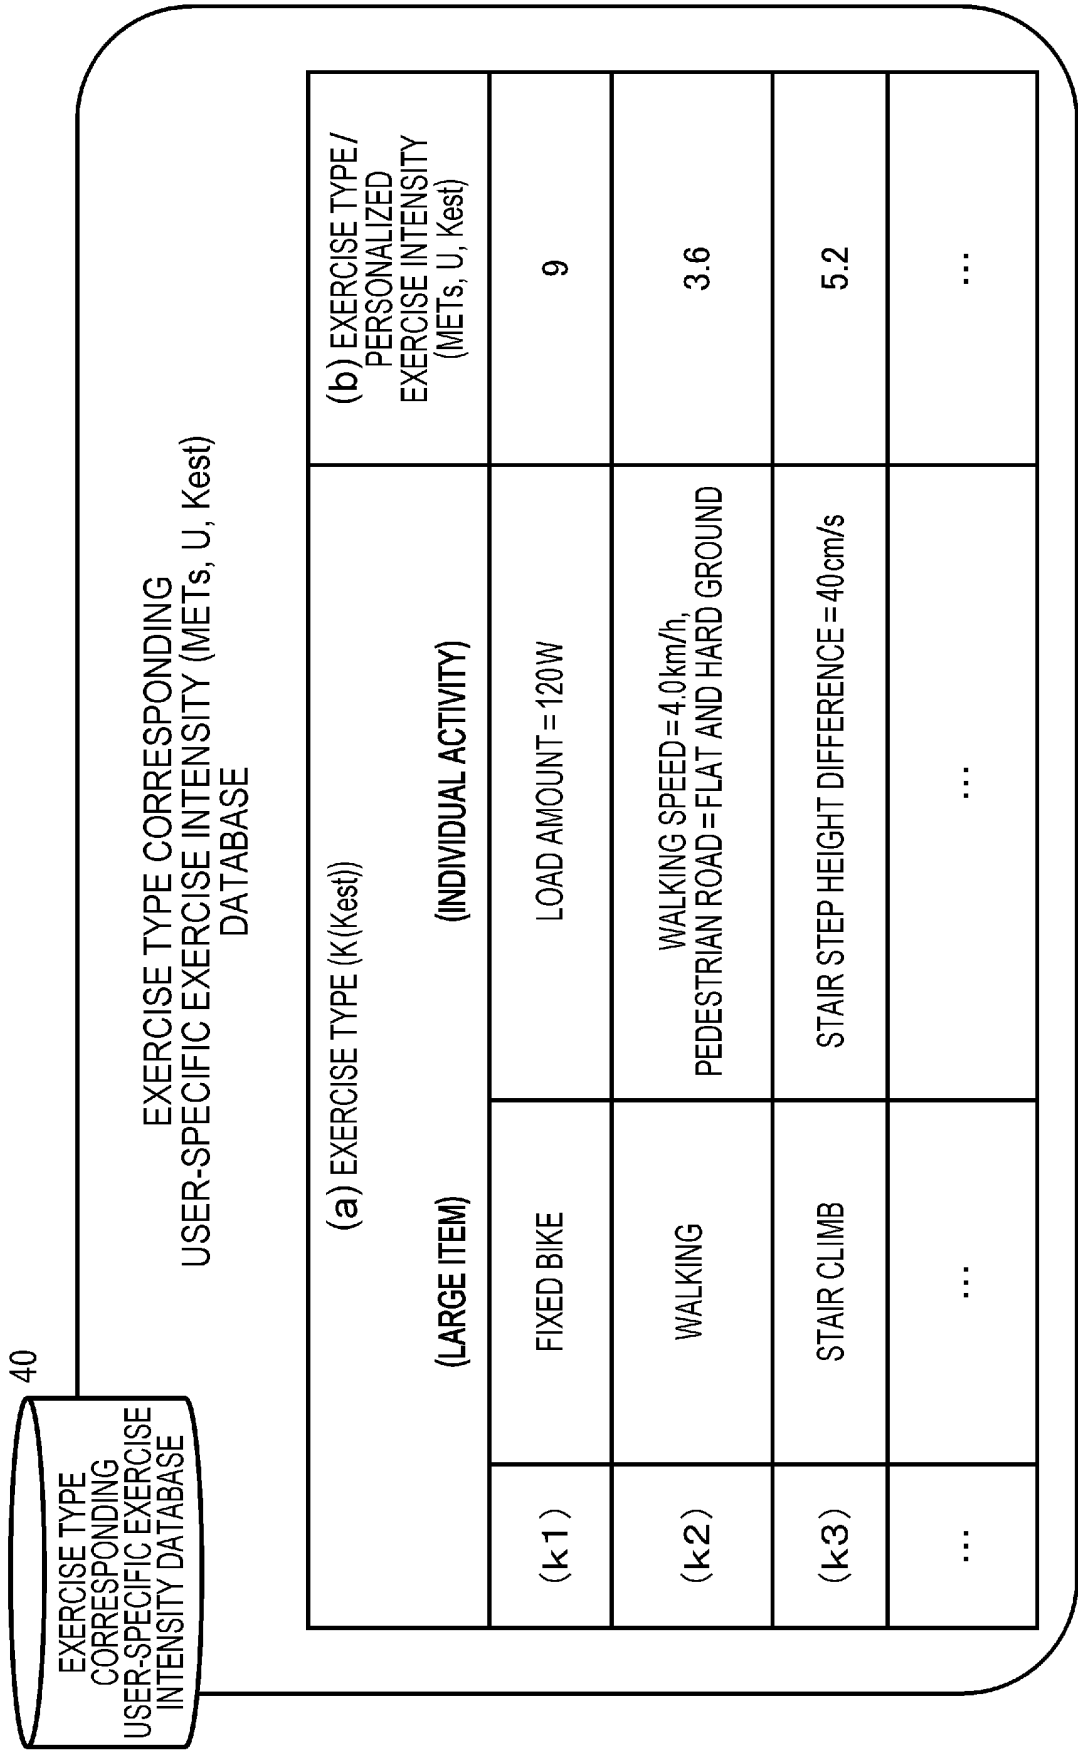 40
EXERCISE TYPE
CORRESPONDING
USER-SPECIFIC EXERCISE
INTENSITY DATABASE
EXERCISE TYPE CORRESPONDING
USER-SPECIFIC EXERCISE INTENSITY (METs, U, Kest)
DATABASE
(a) EXERCISE TYPE (K(Kest))
(LARGE ITEM)
(INDIVIDUAL ACTIVITY)
(b) EXERCISE TYPE/
PERSONALIZED
EXERCISE INTENSITY
(METs, U, Kest)
(k1)
FIXED BIKE
LOAD AMOUNT = 120W
9
(k2)
WALKING
WALKING SPEED = 4.0km/h,
PEDESTRIAN ROAD = FLAT AND HARD GROUND
3.6
(k3)
STAIR CLIMB
STAIR STEP HEIGHT DIFFERENCE = 40cm/s
5.2
...
...
...
...